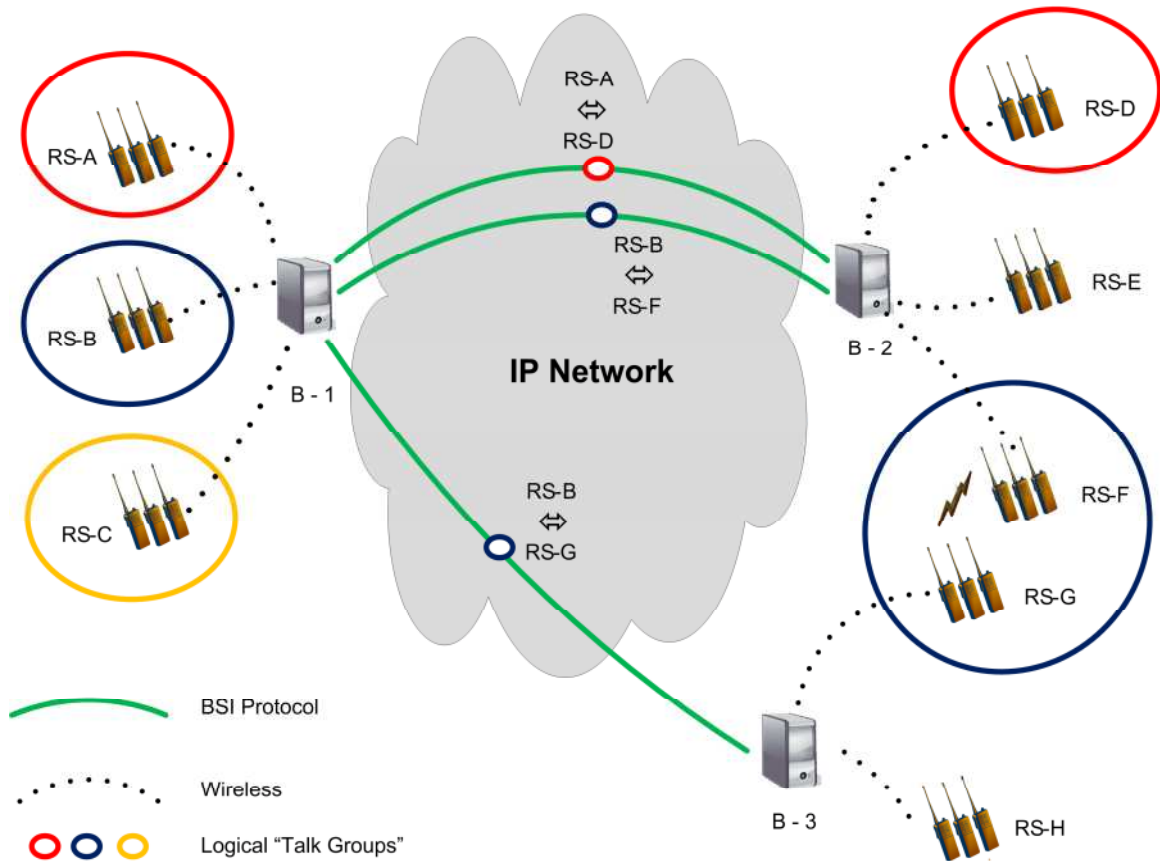 RS-A
RS-D
RS-A
RS-D
RS-B
RS-F
RS-B
RS-E
B - 1
B - 2
IP Network
RS-C
RS-B
RS-G
RS-F
RS-G
BSI Protocol
Wireless
B - 3
RS-H
Logical “Talk Groups”